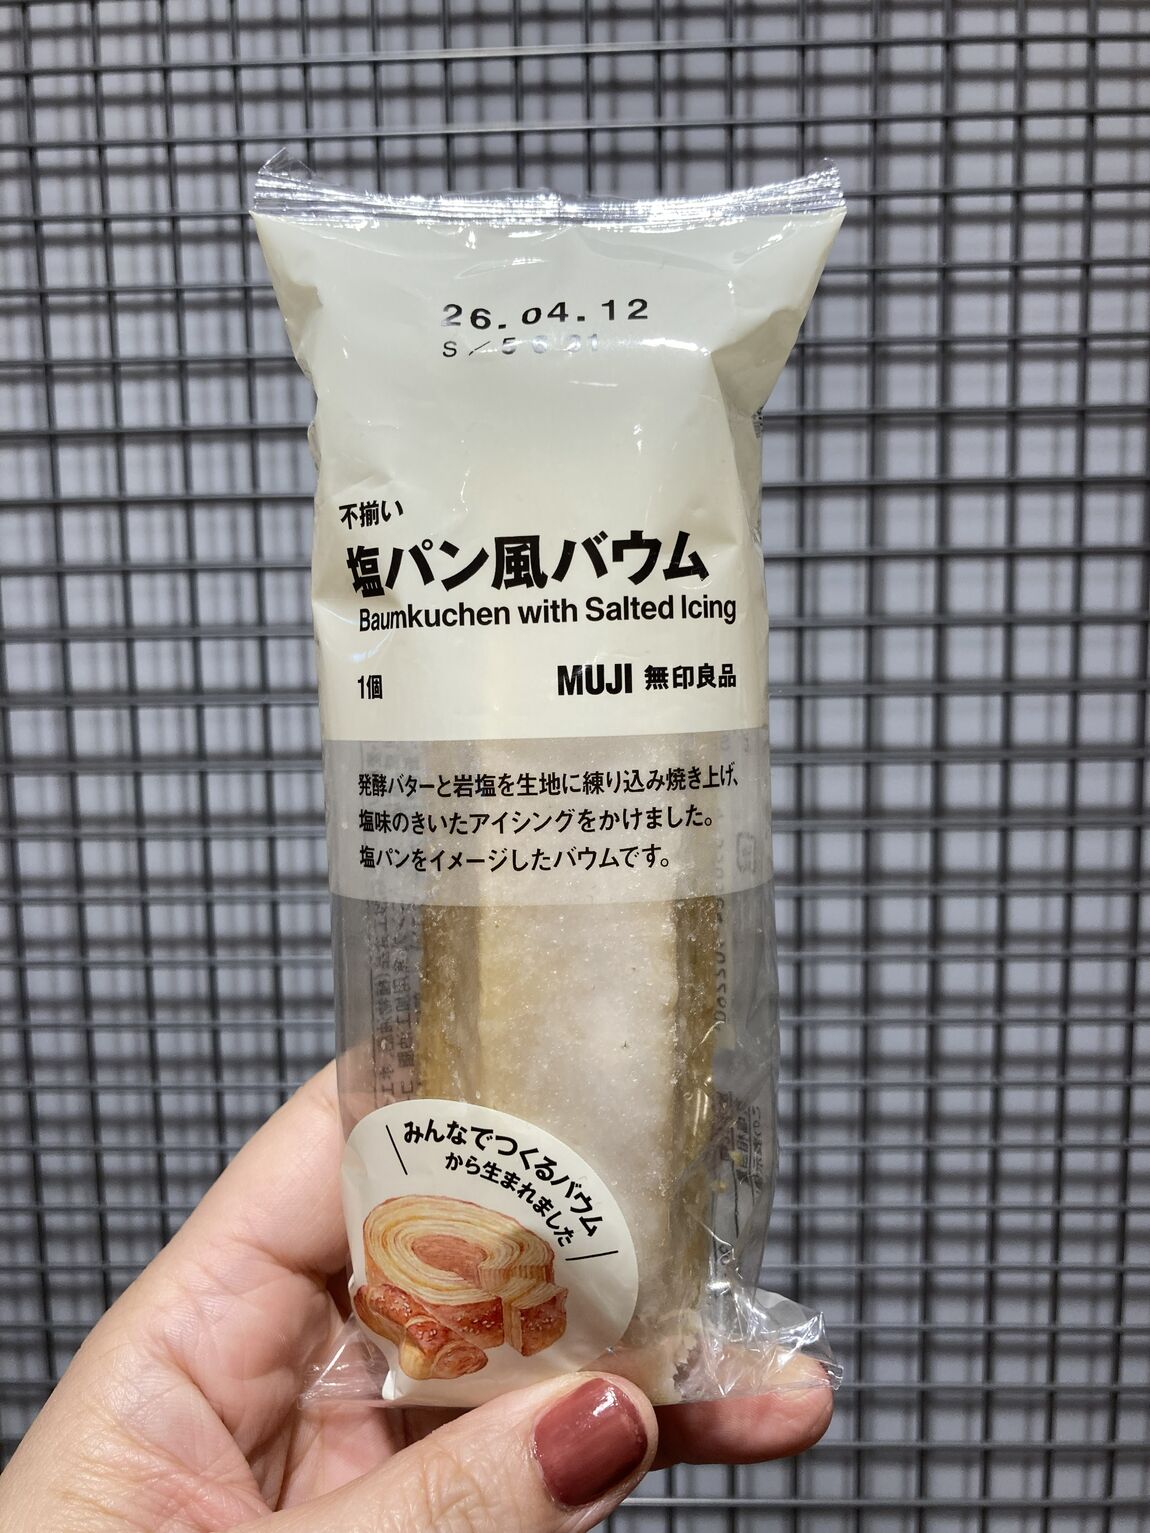 26.04.12
不揃い
塩パン風バウム
Baumkuchen with Salted Icing
1個
MUJI 無印良品
発酵バターと岩塩を生地に練り込み焼き上げ、
塩味のきいたアイシングをかけました。
塩パンをイメージしたバウムです。
みんなでつくるバウム
から生まれました